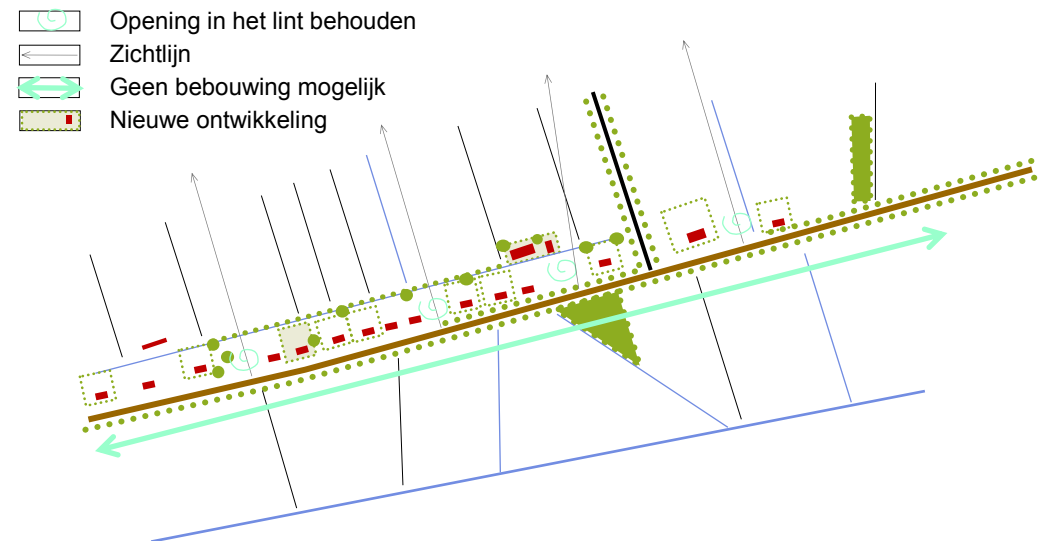 Opening in het lint behouden
Zichtlijn
Geen bebouwing mogelijk
Nieuwe ontwikkeling